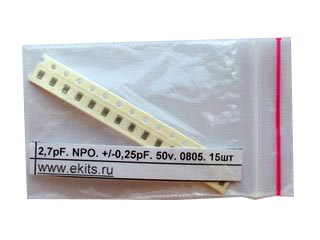 2,7pF. NPO. +/-0,25pF. 50v. 0805. 15шт
www.ekits.ru